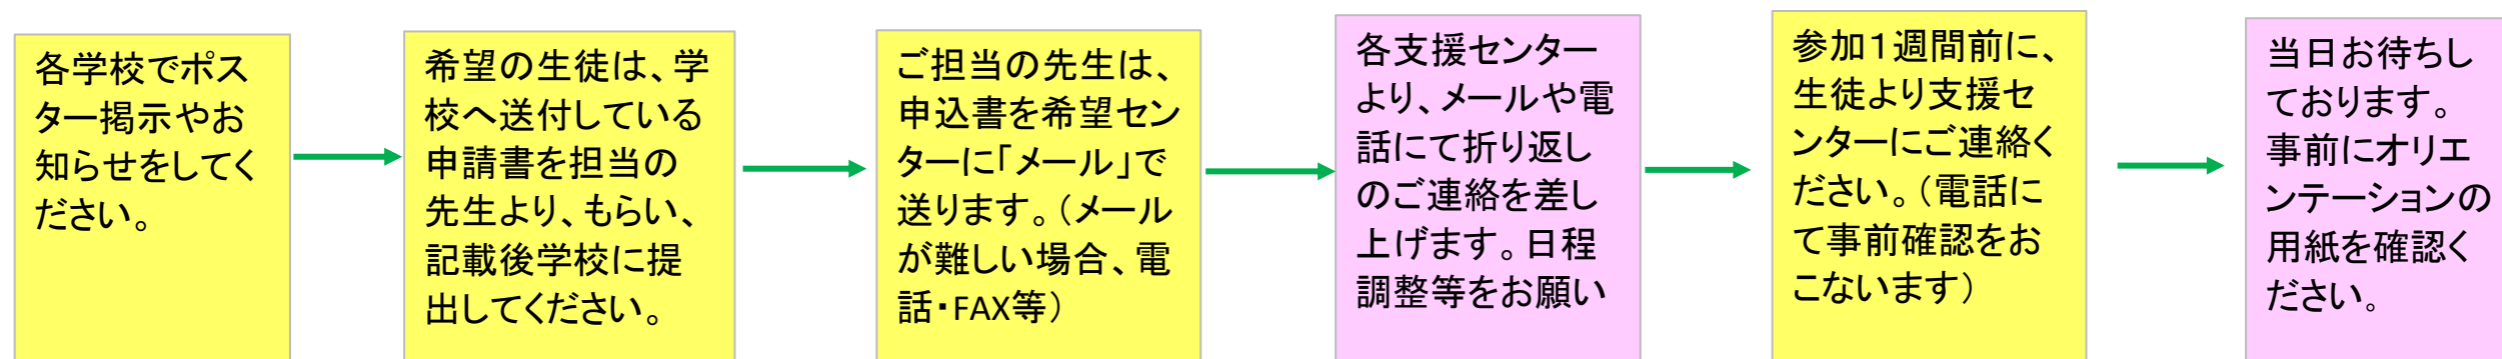 各学校でポス
ター掲示やお
知らせをしてく
ださい。
希望の生徒は、学
校へ送付している
申請書を担当の
先生より、もらい、
記載後学校に提
出してください。
ご担当の先生は、
申込書を希望セン
ターに「メール」で
送ります。（メール
が難しい場合、電
話・FAX等）
各支援センター
より、メールや電
話にて折り返し
のご連絡を差し
上げます。日程
調整等をお願い
参加１週間前に、
生徒より支援セ
ンターにご連絡く
ださい。（電話に
て事前確認をお
こないます）
当日お待ちし
ております。
事前にオリエ
ンテーションの
用紙を確認く
ださい。